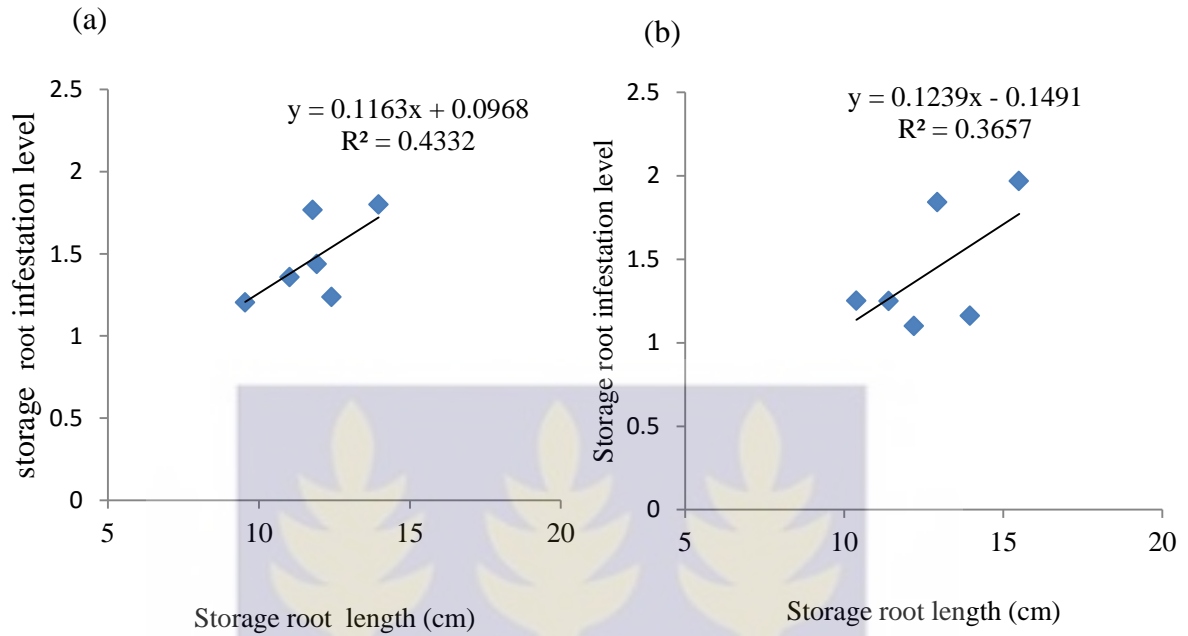 (a)
y = 0.1163x + 0.0968
R² = 0.4332
storage root infestation level
2.5
2
1.5
1
0.5
0
5
10
15
20
Storage root length (cm)
(b)
y = 0.1239x - 0.1491
R² = 0.3657
Storage root infestation level
2.5
2
1.5
1
0.5
0
5
10
15
20
Storage root length (cm)